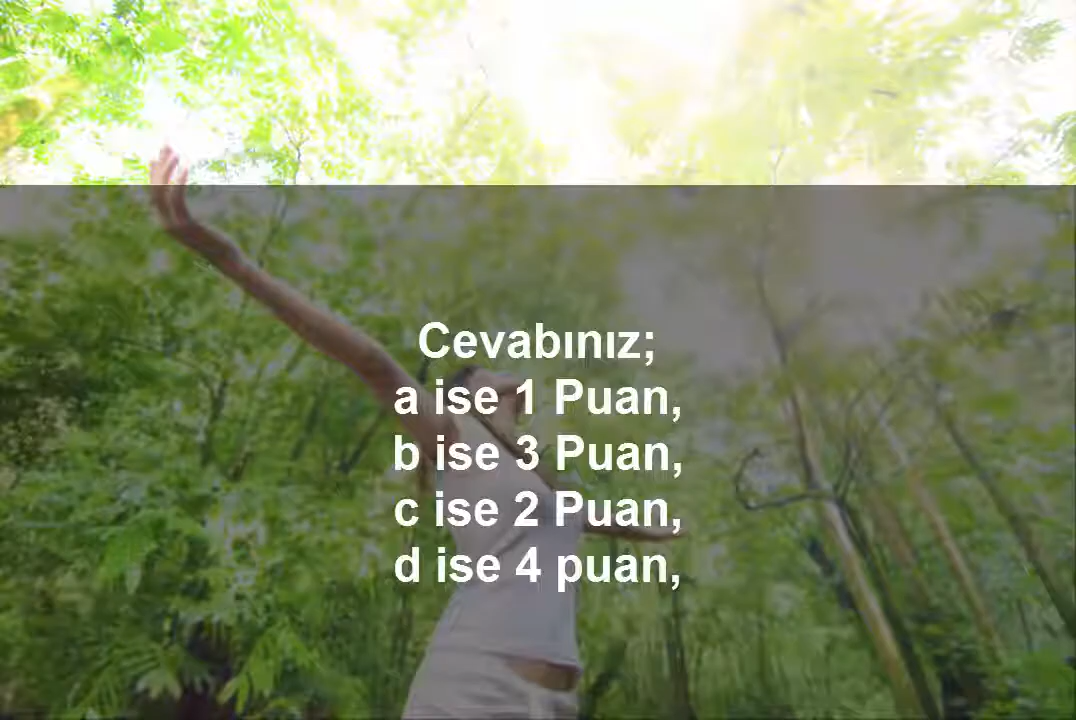 Cevabınız;
a ise 1 Puan,
b ise 3 Puan,
c ise 2 Puan,
d ise 4 puan,